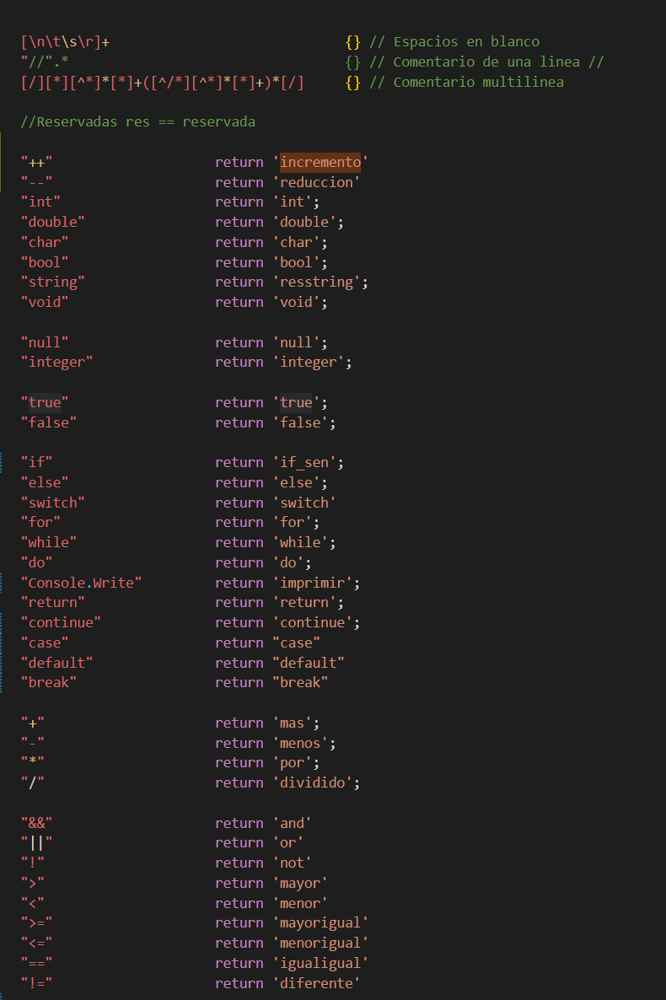 [\n\t\s\r]+ {} // Espacios en blanco
"//".* {} // Comentario de una linea //
[/][*][^*]*[*]+([^/*][^*]*[*]+)*[/] {} // Comentario multilinea
//Reservadas res == reservada
"++" return 'incremento'
"--" return 'reduccion'
"int" return 'int';
"double" return 'double';
"char" return 'char';
"bool" return 'bool';
"string" return 'resstring';
"void" return 'void';
"null" return 'null';
"integer" return 'integer';
"true" return 'true';
"false" return 'false';
"if" return 'if_sen';
"else" return 'else';
"switch" return 'switch'
"for" return 'for';
"while" return 'while';
"do" return 'do';
"Console.Write" return 'imprimir';
"return" return 'return';
"continue" return 'continue';
"case" return "case"
"default" return "default"
"break" return "break"
"+" return 'mas';
"-" return 'menos';
"*" return 'por';
"/" return 'dividido';
"&&" return 'and'
"||" return 'or'
"!" return 'not'
">" return 'mayor'
"<" return 'menor'
">=" return 'mayorigual'
"<=" return 'menorigual'
"==" return 'igualigual'
"!=" return 'diferente'